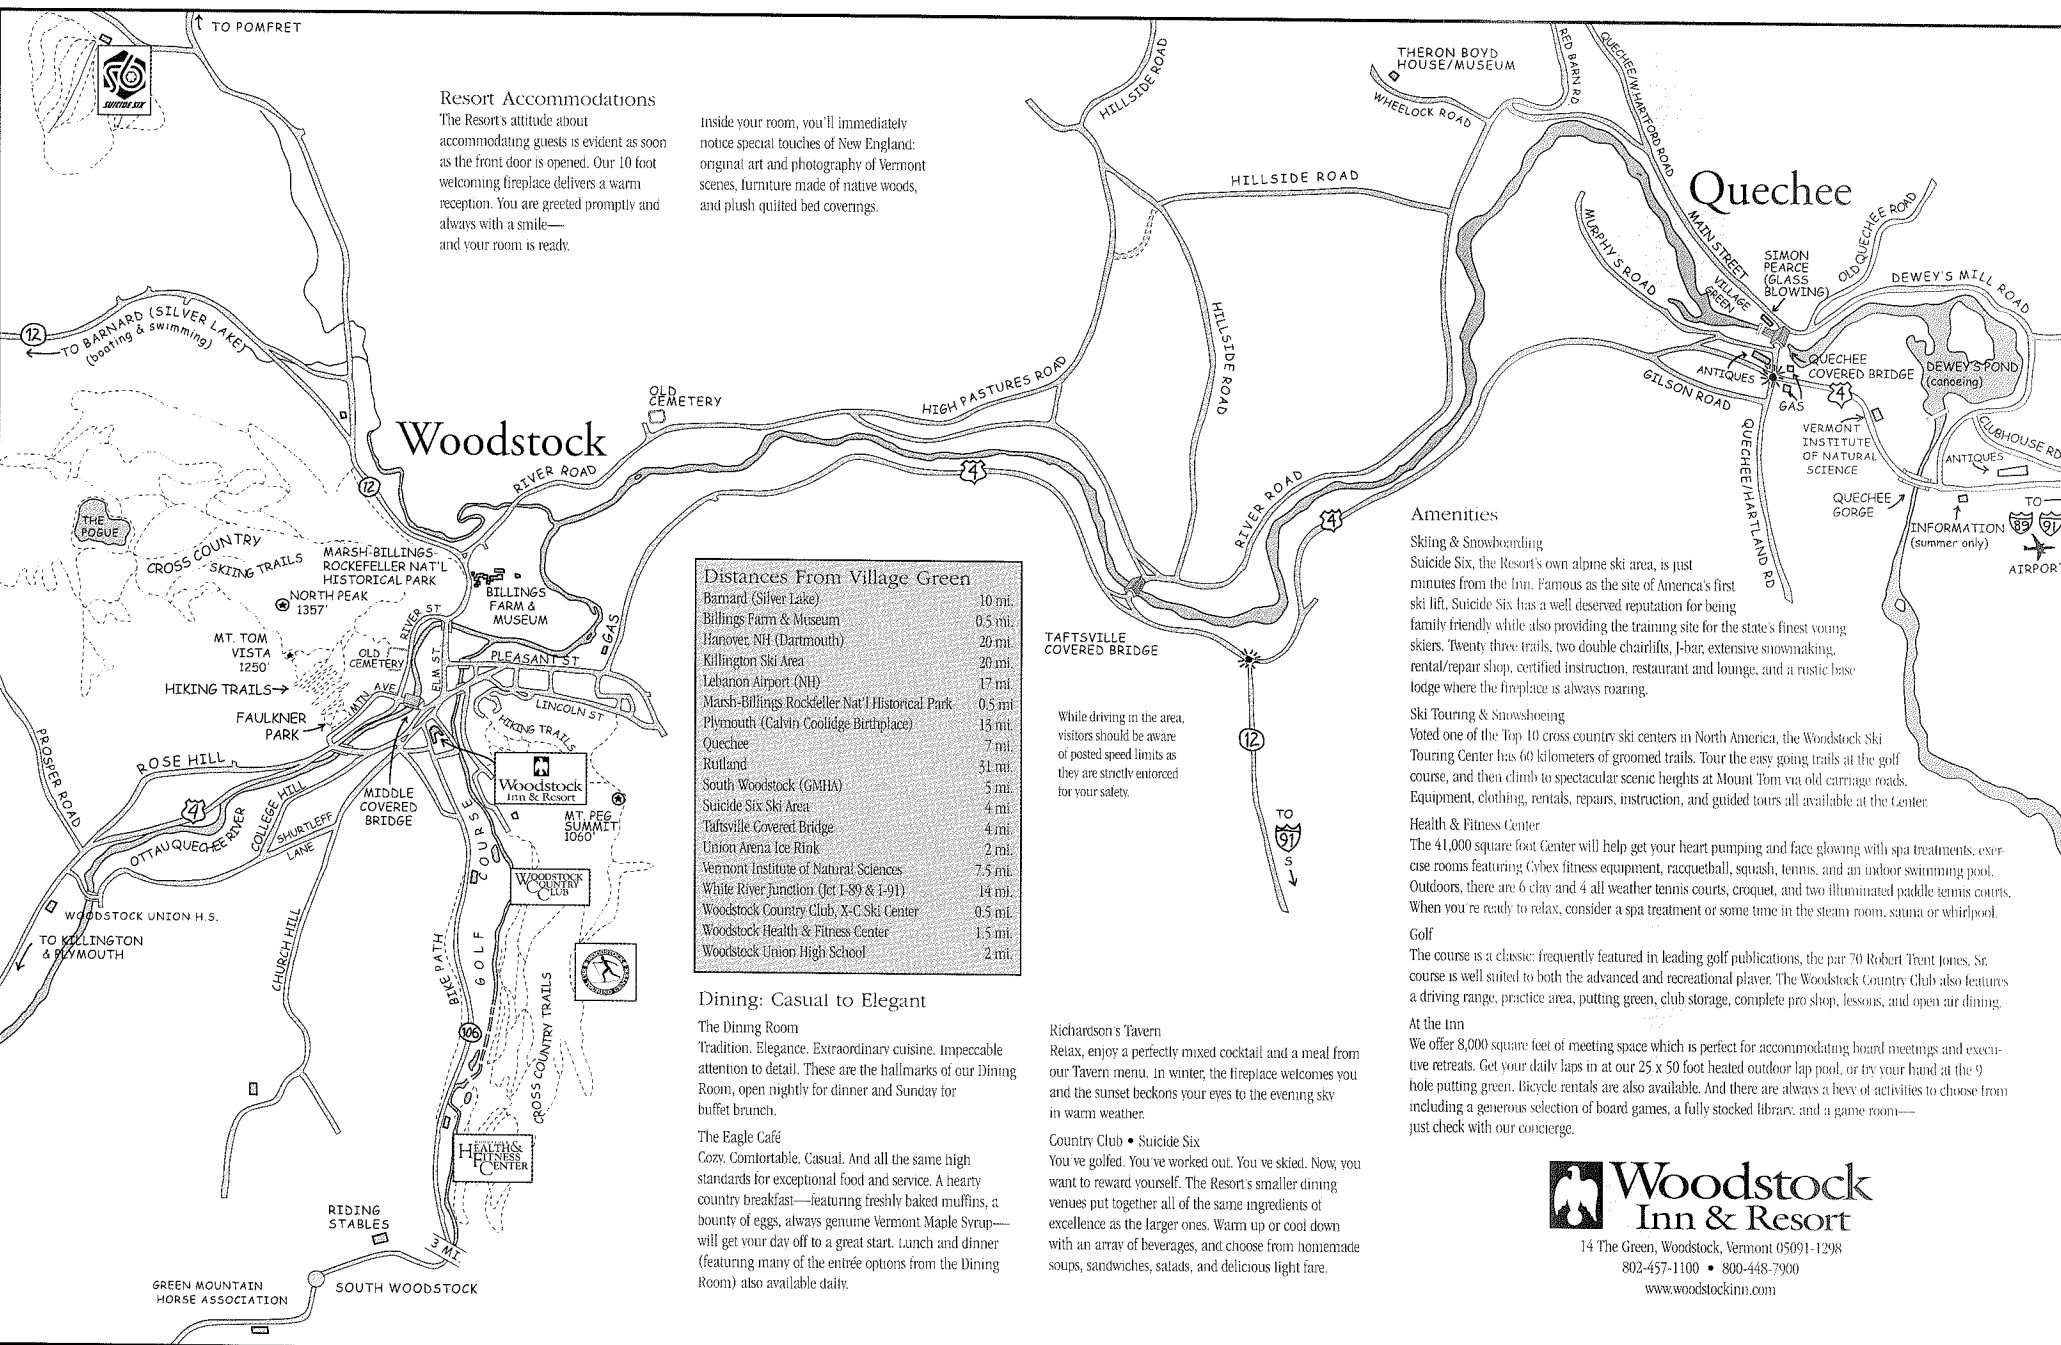 TO POMFRET
S6
SUICIDE SIX
Resort Accommodations
The Resort's attitude about
accommodating guests is evident as soon
as the front door is opened. Our 10 foot
welcoming fireplace delivers a warm
reception. You are greeted promptly and
always with a smile—
and your room is ready.
Inside your room, you'll immediately
notice special touches of New England:
original art and photography of Vermont
scenes, furniture made of native woods,
and plush quilted bed coverings.
HILLSIDE ROAD
THERON BOYD
HOUSE/MUSEUM
WHEELOCK ROAD
RED BARN RD.
QUECHEE/W.HARTFORD ROAD
HILLSIDE ROAD
HILLSIDE ROAD
Quechee
MURPHY'S ROAD
MAIN STREET
VILLAGE
GREEN
SIMON
PEARCE
(GLASS
BLOWING)
OLD QUECHEE ROAD
DEWEY'S MILL ROAD
ANTIQUES
QUECHEE
COVERED BRIDGE
DEWEY'S POND
(canoeing)
GILSON ROAD
GAS
4
VERMONT
INSTITUTE
OF NATURAL
SCIENCE
CLUBHOUSE RD
ANTIQUES
QUECHEE
GORGE
QUECHEE/HARTLAND RD
INFORMATION
(summer only)
TO
89
91
AIRPORT
12
TO BARNARD (SILVER LAKE)
(boating & swimming)
Woodstock
OLD
CEMETERY
HIGH PASTURES ROAD
RIVER ROAD
4
RIVER ROAD
4
12
THE
POGUE
CROSS COUNTRY
SKIING TRAILS
MARSH-BILLINGS-
ROCKEFELLER NAT'L
HISTORICAL PARK
NORTH PEAK
1357'
BILLINGS
FARM &
MUSEUM
RIVER ST
MT. TOM
VISTA
1250'
OLD
CEMETERY
ELM ST
PLEASANT ST
GAS
HIKING TRAILS
MTN AVE
LINCOLN ST
FAULKNER
PARK
HIKING TRAILS
PROSPER ROAD
ROSE HILL
Woodstock
Inn & Resort
4
OTTAUQUECHEE RIVER
COLLEGE HILL
SHURTLEFF
LANE
MIDDLE
COVERED
BRIDGE
MT. PEG
SUMMIT
1060'
GOLF COURSE
WOODSTOCK
COUNTRY
CLUB
WOODSTOCK UNION H.S.
TO KILLINGTON
& PLYMOUTH
CHURCH HILL
BIKE PATH
106
CROSS COUNTRY TRAILS
HEALTH &
FITNESS
CENTER
RIDING
STABLES
3 MI.
GREEN MOUNTAIN
HORSE ASSOCIATION
SOUTH WOODSTOCK
Distances From Village Green
Barnard (Silver Lake) 10 mi.
Billings Farm & Museum 0.5 mi.
Hanover, NH (Dartmouth) 20 mi.
Killington Ski Area 20 mi.
Lebanon Airport (NH) 17 mi.
Marsh-Billings Rockfeller Nat'l Historical Park 0.5 mi
Plymouth (Calvin Coolidge Birthplace) 13 mi.
Quechee 7 mi.
Rutland 31 mi.
South Woodstock (GMHA) 5 mi.
Suicide Six Ski Area 4 mi.
Taftsville Covered Bridge 4 mi.
Union Arena Ice Rink 2 mi.
Vermont Institute of Natural Sciences 7.5 mi.
White River Junction (Jct I-89 & I-91) 14 mi.
Woodstock Country Club, X-C Ski Center 0.5 mi.
Woodstock Health & Fitness Center 1.5 mi.
Woodstock Union High School 2 mi.
TAFTSVILLE
COVERED BRIDGE
While driving in the area,
visitors should be aware
of posted speed limits as
they are strictly enforced
for your safety.
12
TO
91
S
Dining: Casual to Elegant
The Dining Room
Tradition. Elegance. Extraordinary cuisine. Impeccable
attention to detail. These are the hallmarks of our Dining
Room, open nightly for dinner and Sunday for
buffet brunch.
The Eagle Café
Cozy. Comfortable. Casual. And all the same high
standards for exceptional food and service. A hearty
country breakfast—featuring freshly baked muffins, a
bounty of eggs, always genuine Vermont Maple Syrup—
will get your day off to a great start. Lunch and dinner
(featuring many of the entrée options from the Dining
Room) also available daily.
Richardson's Tavern
Relax, enjoy a perfectly mixed cocktail and a meal from
our Tavern menu. In winter, the fireplace welcomes you
and the sunset beckons your eyes to the evening sky
in warm weather.
Country Club • Suicide Six
You've golfed. You've worked out. You've skied. Now, you
want to reward yourself. The Resort's smaller dining
venues put together all of the same ingredients of
excellence as the larger ones. Warm up or cool down
with an array of beverages, and choose from homemade
soups, sandwiches, salads, and delicious light fare.
Amenities
Skiing & Snowboarding
Suicide Six, the Resort's own alpine ski area, is just
minutes from the Inn. Famous as the site of America's first
ski lift, Suicide Six has a well deserved reputation for being
family friendly while also providing the training site for the state's finest young
skiers. Twenty three trails, two double chairlifts, J-bar, extensive snowmaking,
rental/repair shop, certified instruction, restaurant and lounge, and a rustic base
lodge where the fireplace is always roaring.
Ski Touring & Snowshoeing
Voted one of the Top 10 cross country ski centers in North America, the Woodstock Ski
Touring Center has 60 kilometers of groomed trails. Tour the easy going trails at the golf
course, and then climb to spectacular scenic heights at Mount Tom via old carriage roads.
Equipment, clothing, rentals, repairs, instruction, and guided tours all available at the Center.
Health & Fitness Center
The 41,000 square foot Center will help get your heart pumping and face glowing with spa treatments, exer-
cise rooms featuring Cybex fitness equipment, racquetball, squash, tennis, and an indoor swimming pool.
Outdoors, there are 6 clay and 4 all weather tennis courts, croquet, and two illuminated paddle tennis courts.
When you're ready to relax, consider a spa treatment or some time in the steam room, sauna or whirlpool.
Golf
The course is a classic: frequently featured in leading golf publications, the par 70 Robert Trent Jones, Sr.
course is well suited to both the advanced and recreational player. The Woodstock Country Club also features
a driving range, practice area, putting green, club storage, complete pro shop, lessons, and open air dining.
At the Inn
We offer 8,000 square feet of meeting space which is perfect for accommodating board meetings and execu-
tive retreats. Get your daily laps in at our 25 x 50 foot heated outdoor lap pool, or try your hand at the 9
hole putting green. Bicycle rentals are also available. And there are always a bevy of activities to choose from
including a generous selection of board games, a fully stocked library, and a game room—
just check with our concierge.
Woodstock
Inn & Resort
14 The Green, Woodstock, Vermont 05091-1298
802-457-1100 • 800-448-7900
www.woodstockinn.com